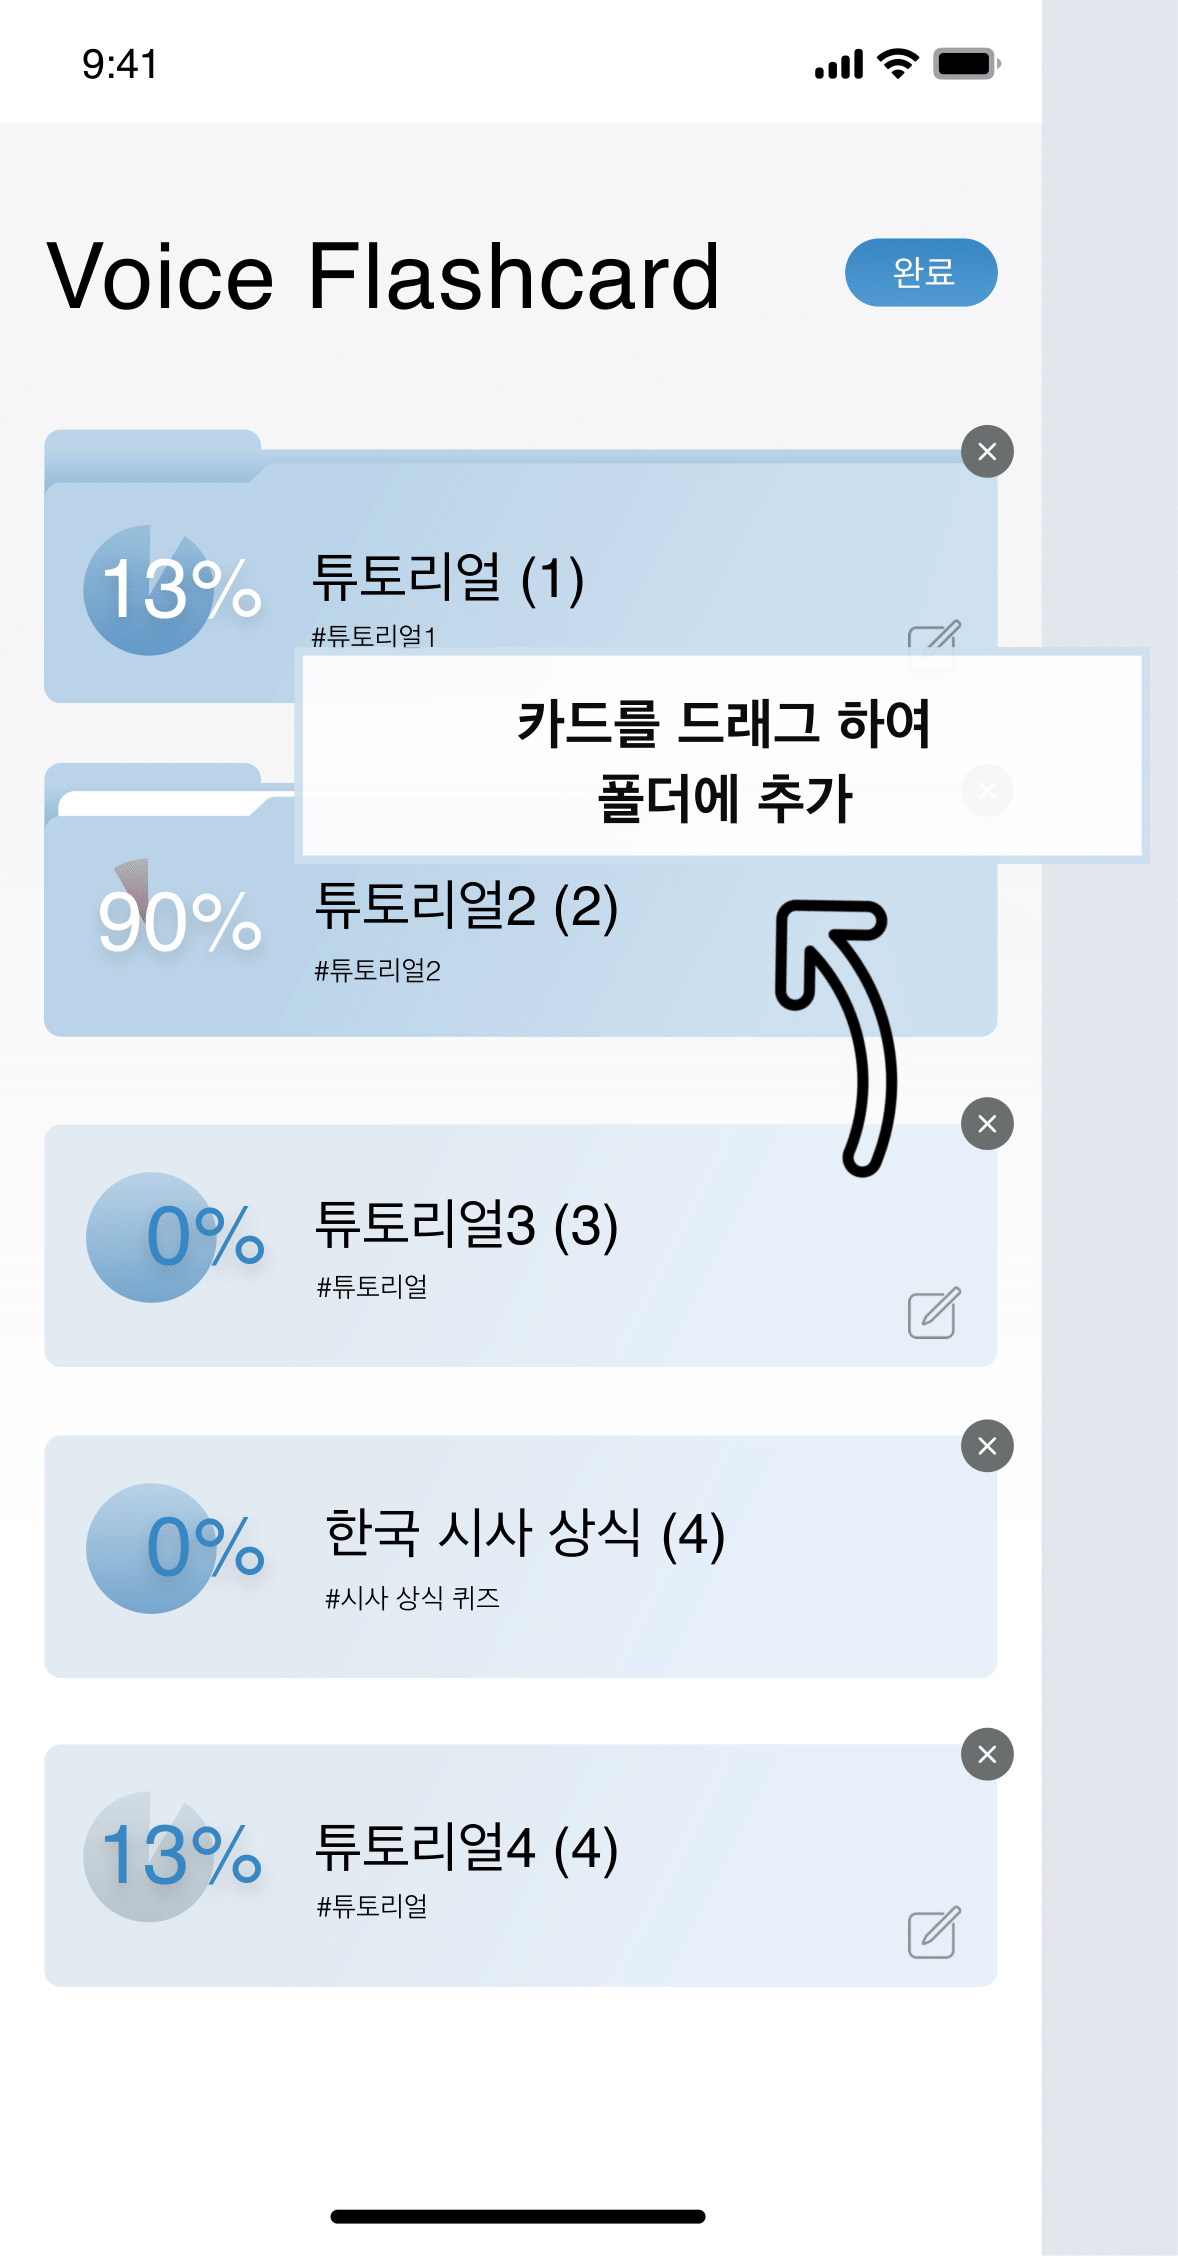 9:41
Voice Flashcard
완료
13%
튜토리얼 (1)
#튜토리얼1
카드를 드래그 하여
폴더에 추가
90%
튜토리얼2 (2)
#튜토리얼2
0%
튜토리얼3 (3)
#튜토리얼
0%
한국 시사 상식 (4)
#시사 상식 퀴즈
13%
튜토리얼4 (4)
#튜토리얼